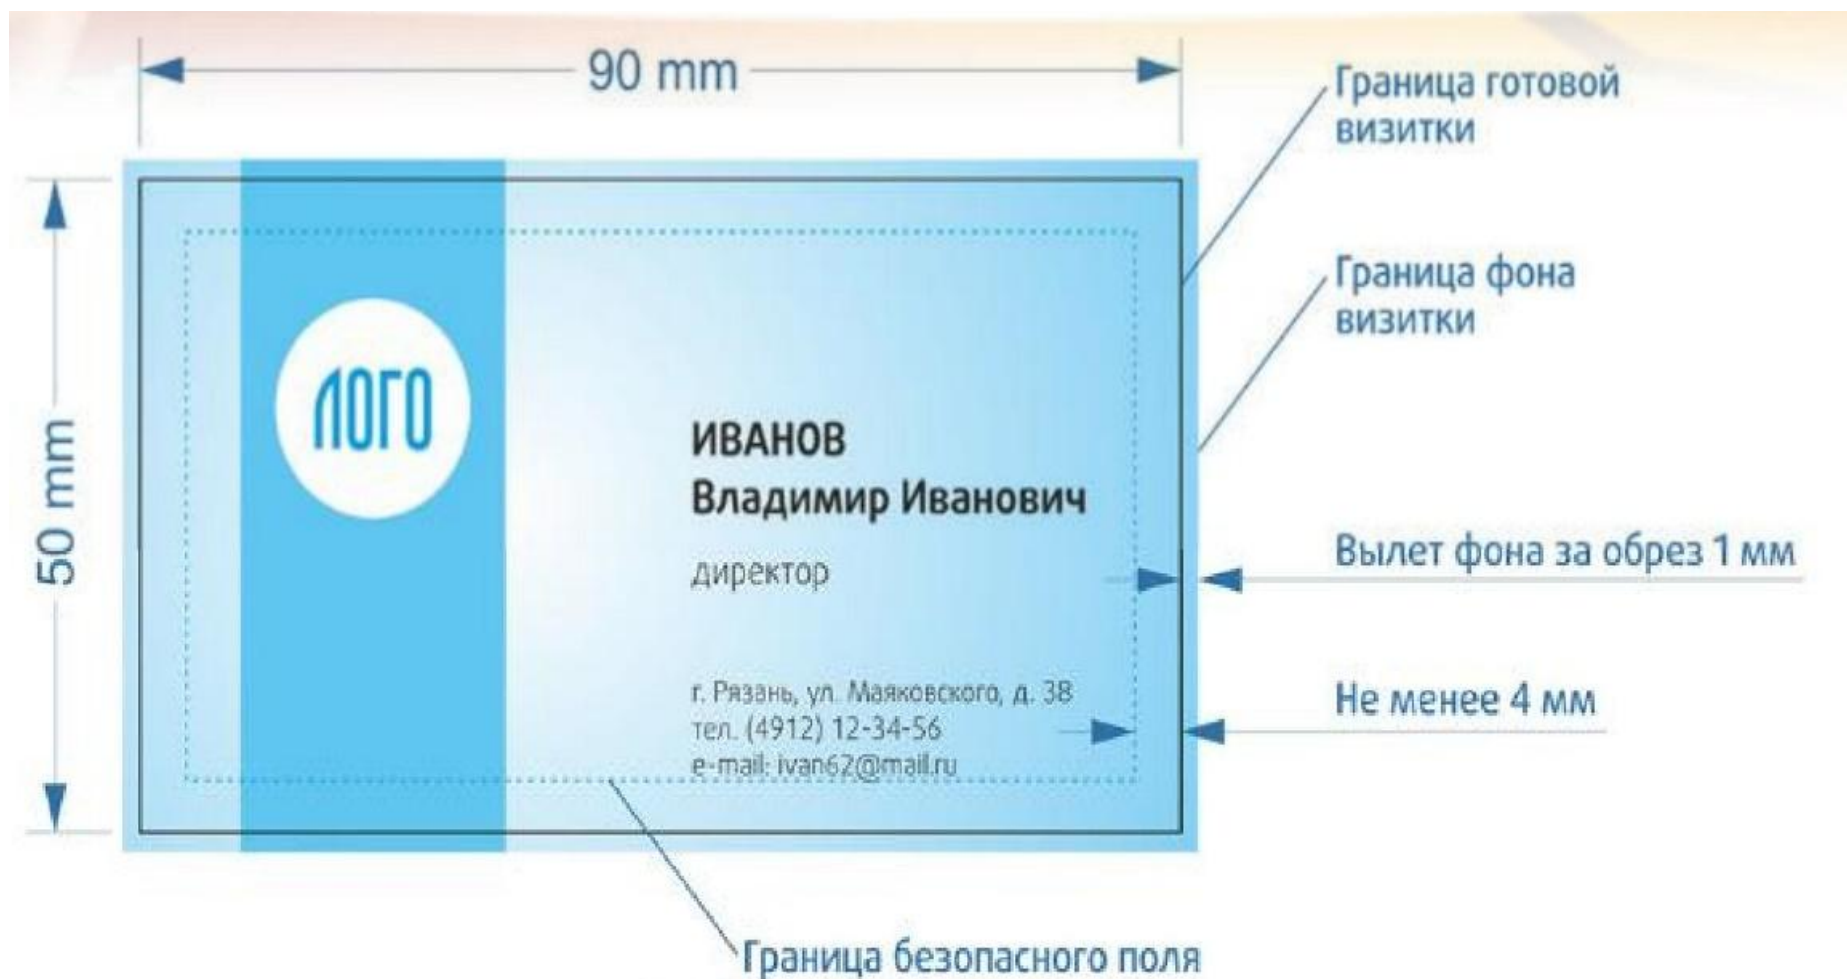 90 mm
Граница готовой
визитки
Граница фона
визитки
50 mm
ЛОГО
ИВАНОВ
Владимир Иванович
директор
Вылет фона за обрез 1 мм
г. Рязань, ул. Маяковского, д. 38
тел. (4912) 12-34-56
e-mail: ivan62@mail.ru
Не менее 4 мм
Граница безопасного поля